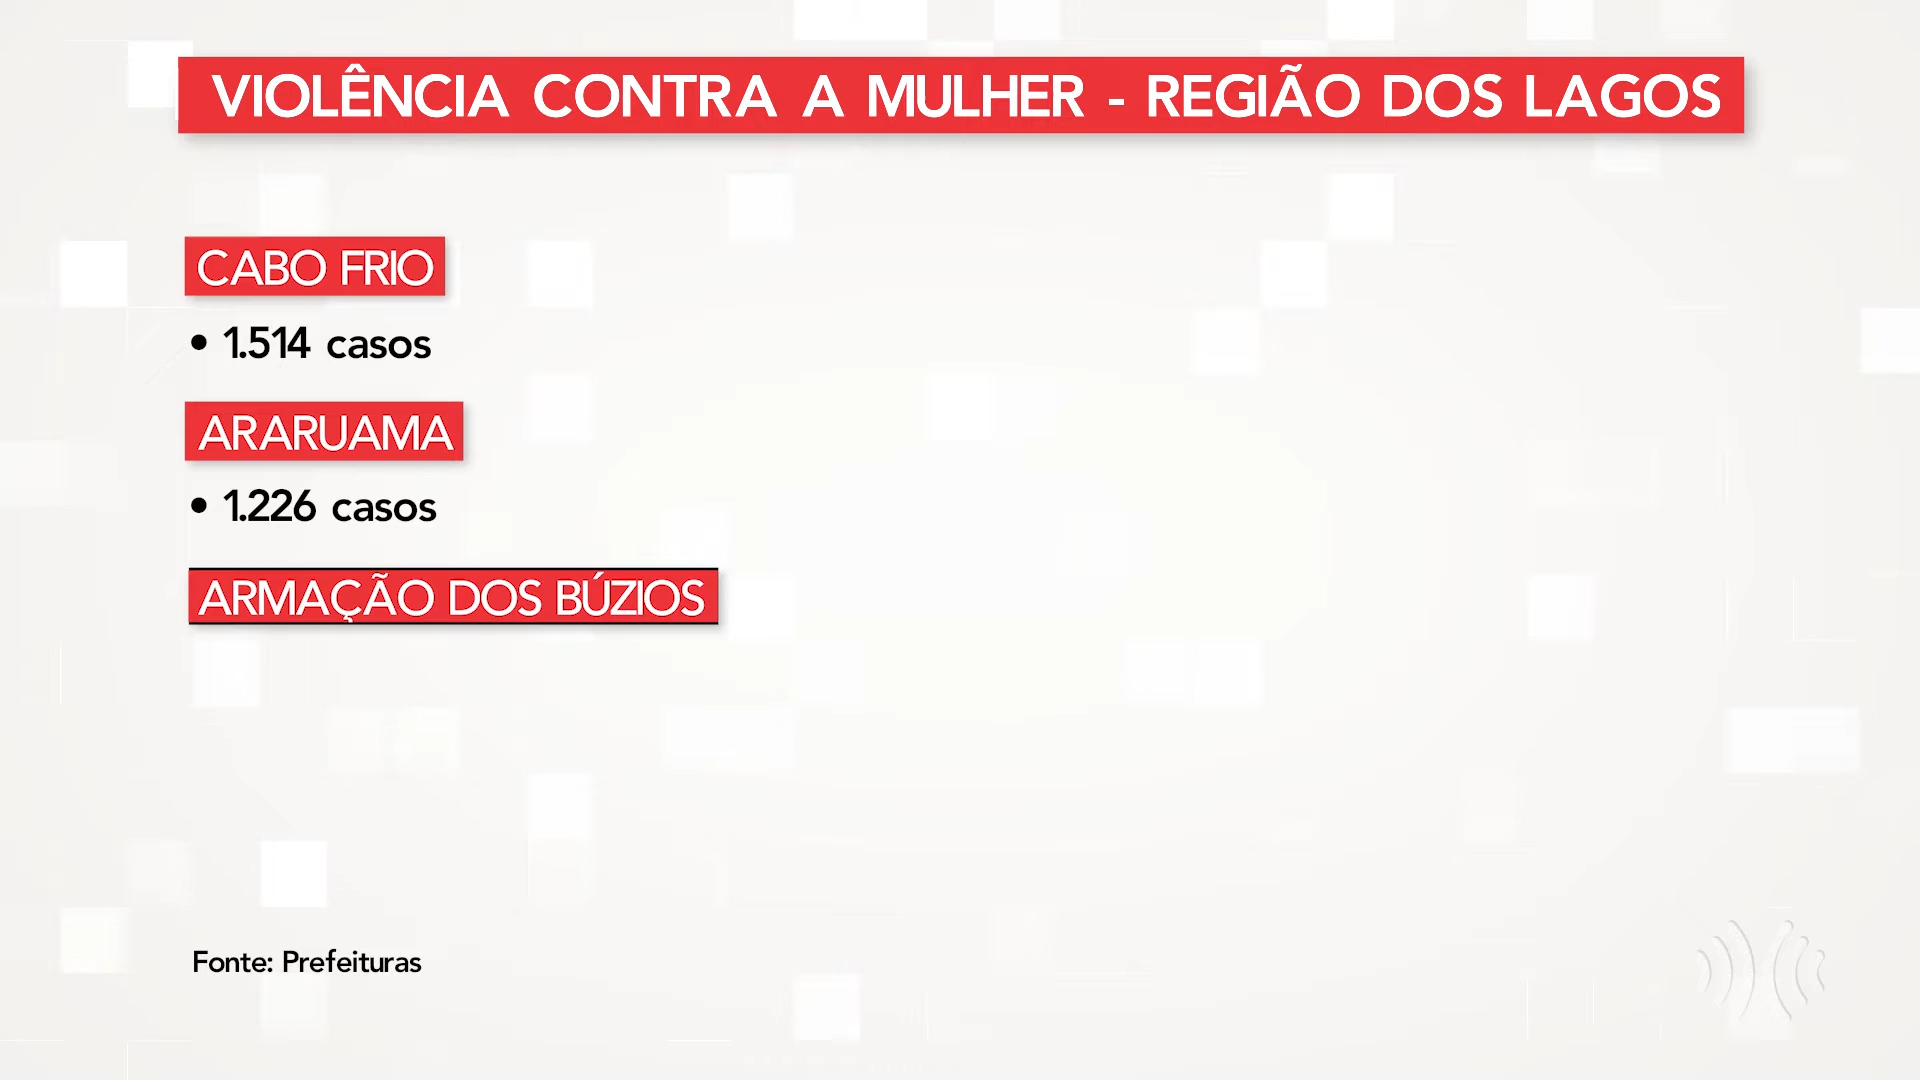 VIOLÊNCIA CONTRA A MULHER - REGIÃO DOS LAGOS
CABO FRIO
• 1.514 casos
ARARUAMA
• 1.226 casos
ARMAÇÃO DOS BÚZIOS
Fonte: Prefeituras